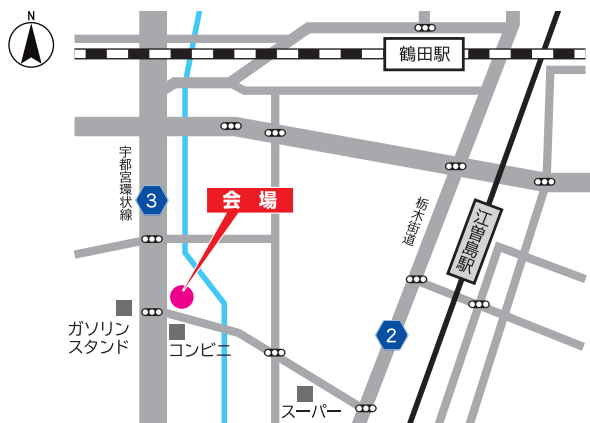 N
鶴田駅
宇都宮環状線
3
会場
栃木街道
江曽島駅
ガソリン
スタンド
コンビニ
2
スーパー